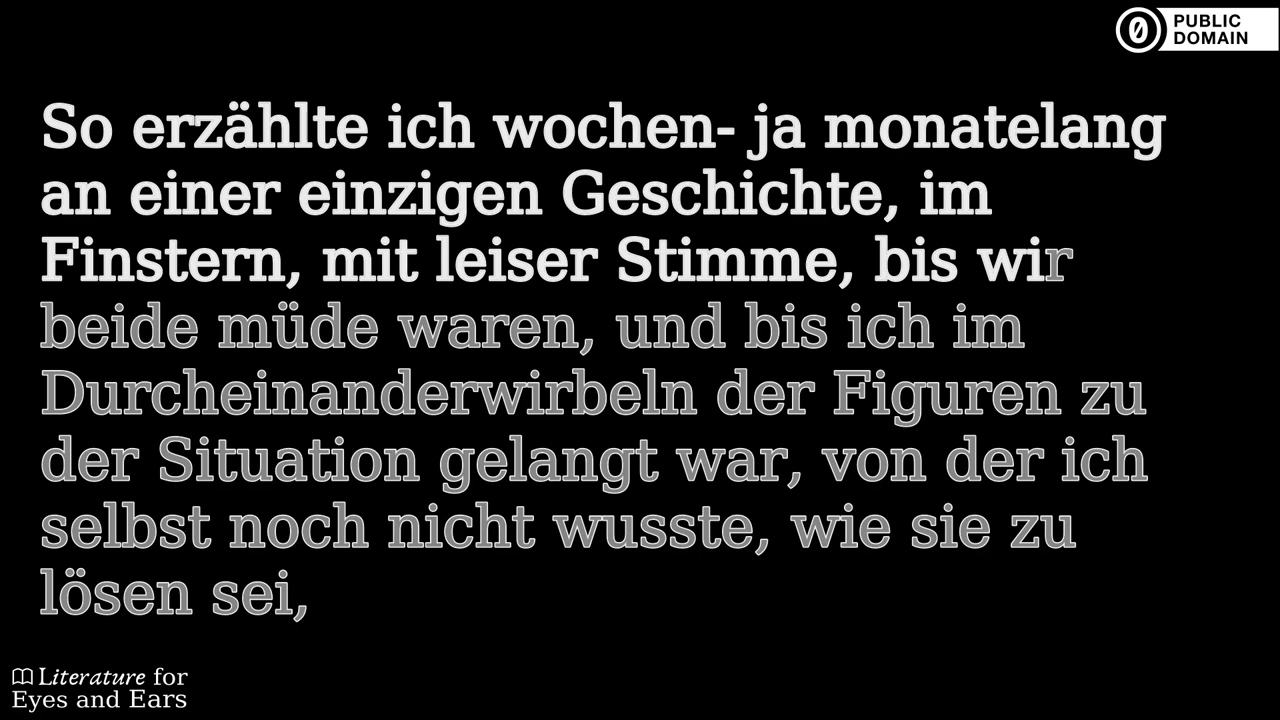 PUBLIC
DOMAIN
So erzählte ich wochen- ja monatelang
an einer einzigen Geschichte, im
Finstern, mit leiser Stimme, bis wir
beide müde waren, und bis ich im
Durcheinanderwirbeln der Figuren zu
der Situation gelangt war, von der ich
selbst noch nicht wusste, wie sie zu
lösen sei,
Literature for
Eyes and Ears